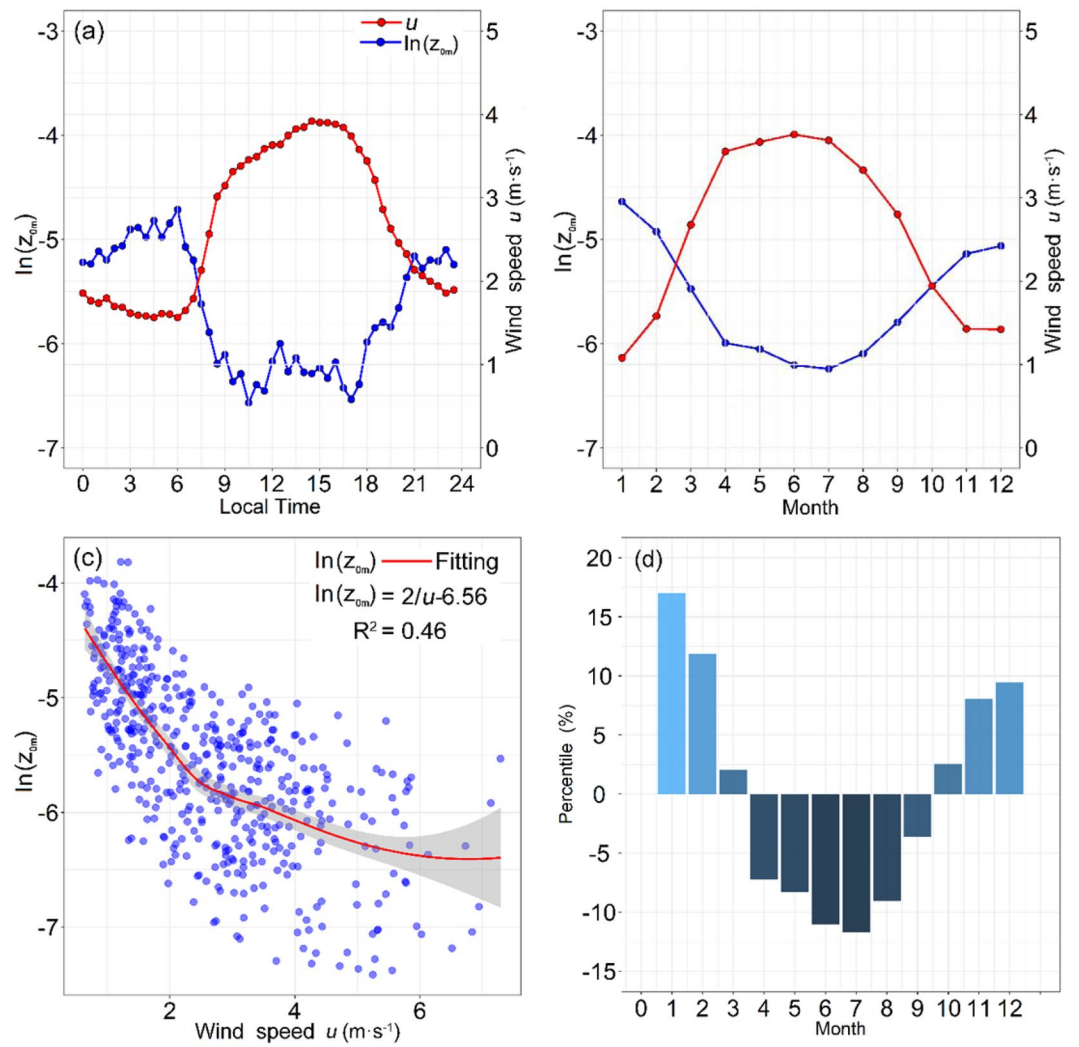 (a)
u
ln(z0m)
-3
-4
-5
-6
-7
ln(z0m)
5
4
3
2
1
0
Wind speed u (m·s-1)
0 3 6 9 12 15 18 21 24
Local Time
-3
-4
-5
-6
-7
ln(z0m)
5
4
3
2
1
0
Wind speed u (m·s-1)
1 2 3 4 5 6 7 8 9 10 11 12
Month
(c)
ln(z0m) Fitting
ln(z0m) = 2/u-6.56
R2 = 0.46
-4
-5
-6
-7
ln(z0m)
2 4 6
Wind speed u (m·s-1)
(d)
20
15
10
5
0
-5
-10
-15
Percentile (%)
0 1 2 3 4 5 6 7 8 9 10 11 12
Month